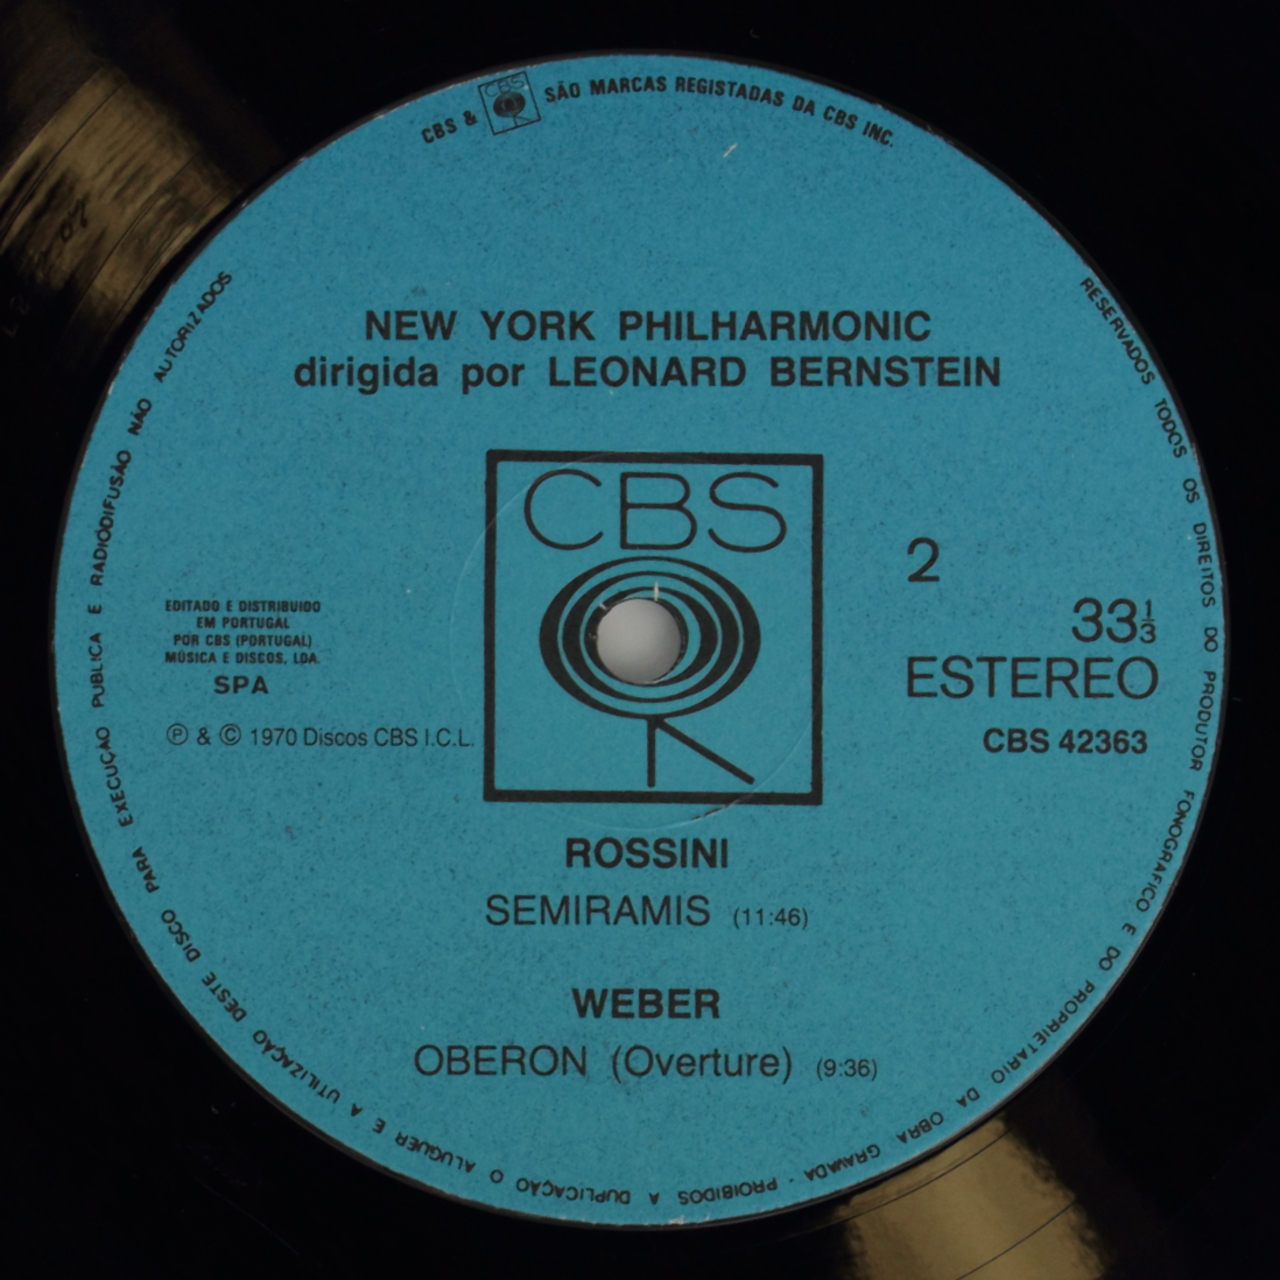 CBS & CBS SÃO MARCAS REGISTADAS DA CBS INC.
RESERVADOS TODOS OS DIREITOS DO PRODUTOR FONOGRAFICO E DO PROPRIETARIO DA OBRA GRAVADA · PROIBIDOS A DUPLICAÇÃO O ALUGUER E A UTILIZAÇÃO DESTE DISCO PARA EXECUÇÃO PUBLICA E RADIODIFUSÃO NÃO AUTORIZADOS
NEW YORK PHILHARMONIC
dirigida por LEONARD BERNSTEIN
CBS
2
33⅓
ESTEREO
CBS 42363
EDITADO E DISTRIBUIDO
EM PORTUGAL
POR CBS (PORTUGAL)
MÚSICA E DISCOS, LDA.
SPA
℗ & © 1970 Discos CBS I.C.L.
ROSSINI
SEMIRAMIS (11:46)
WEBER
OBERON (Overture) (9:36)